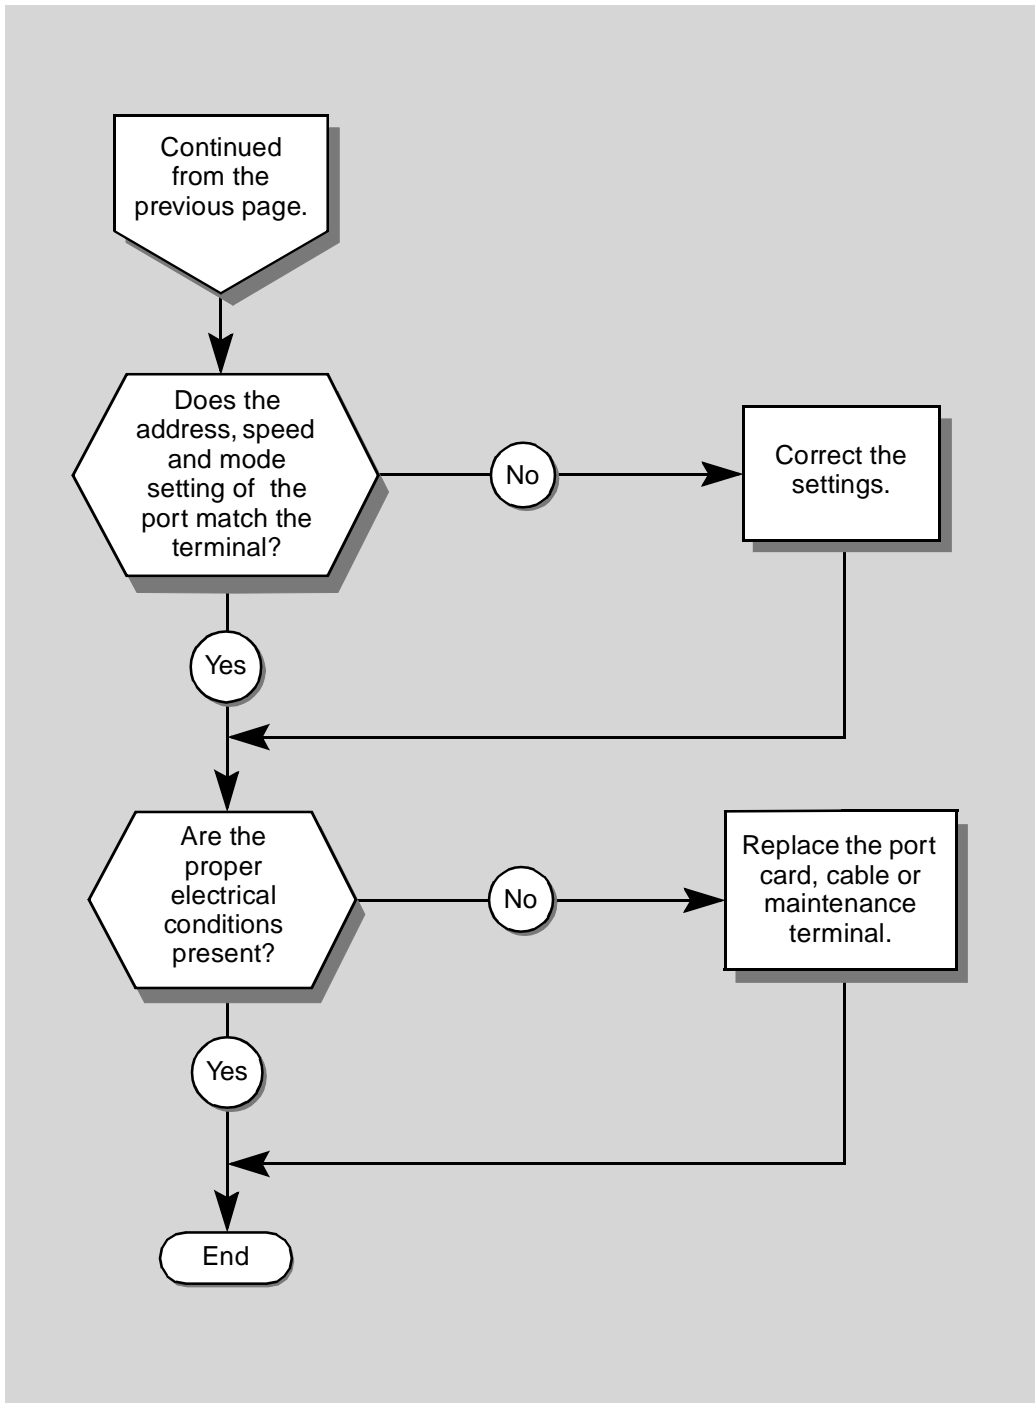 Continued
from the
previous page.
Does the
address, speed
and mode
setting of the
port match the
terminal?
No
Correct the
settings.
Yes
Are the
proper
electrical
conditions
present?
No
Replace the port
card, cable or
maintenance
terminal.
Yes
End